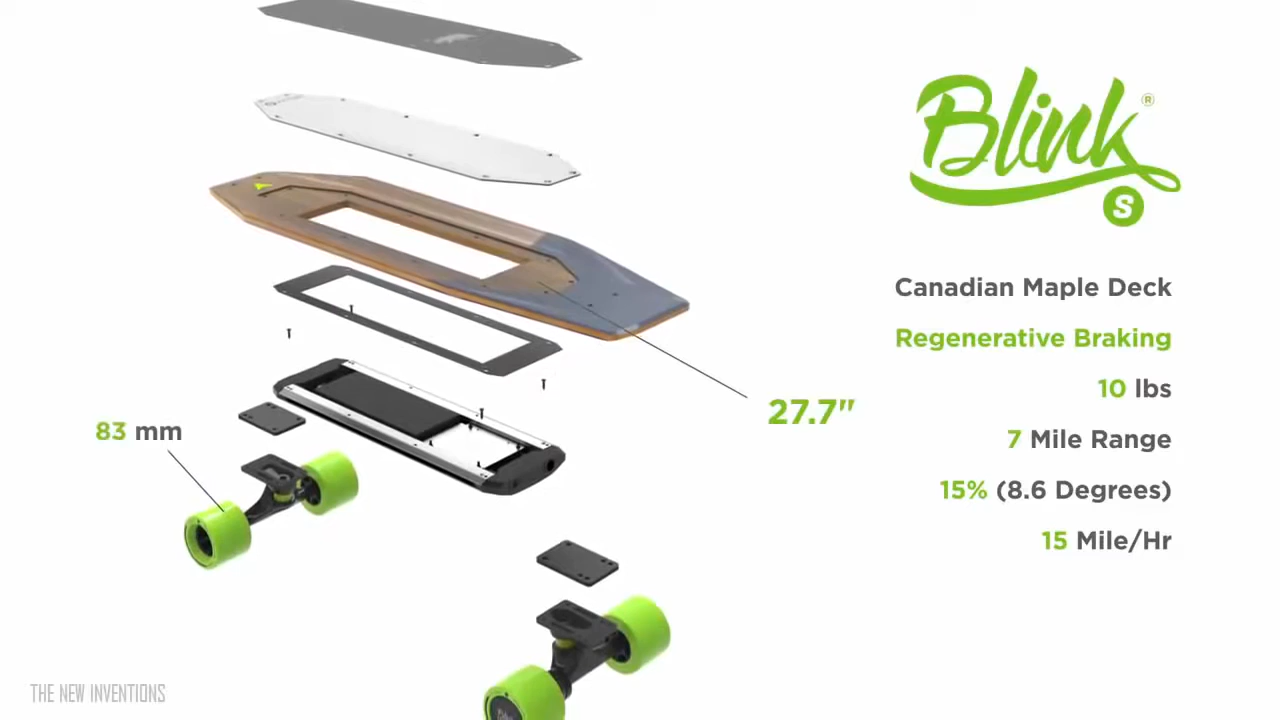 Blink®
S
Canadian Maple Deck
Regenerative Braking
10 lbs
27.7"
83 mm
7 Mile Range
15% (8.6 Degrees)
15 Mile/Hr
Blink
THE NEW INVENTIONS